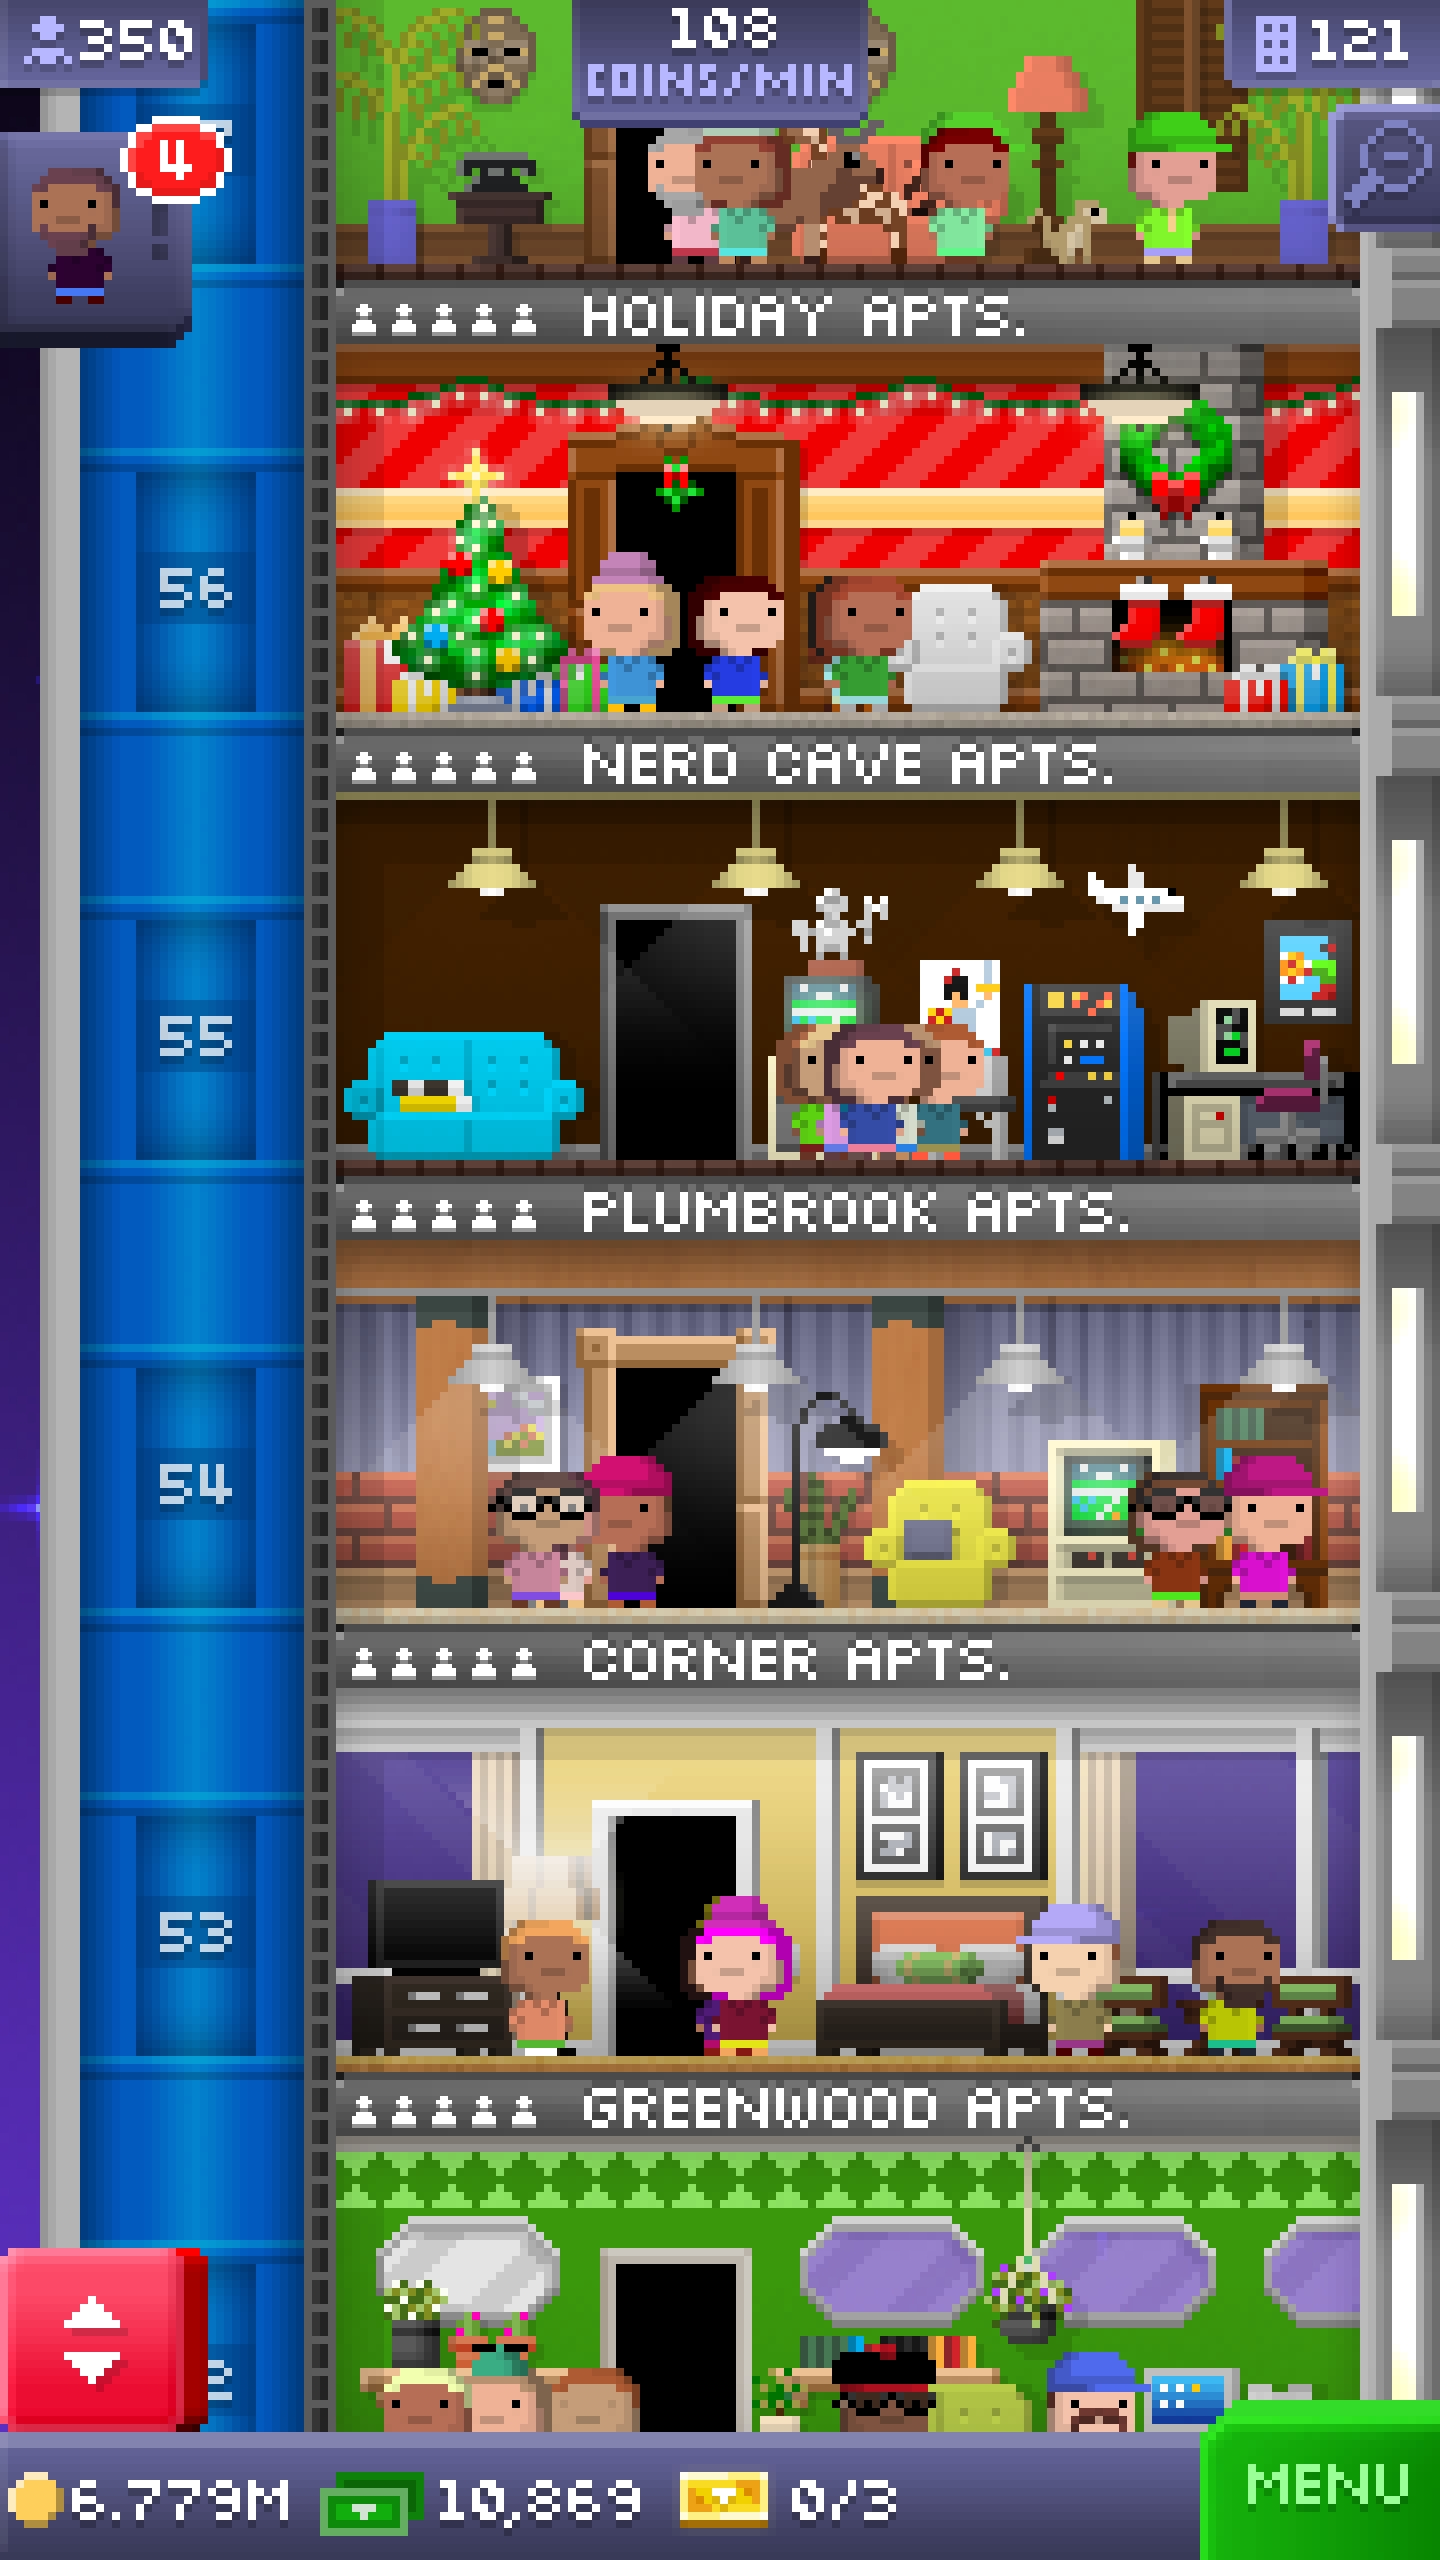 350
108
COINS/MIN
121
4
HOLIDAY APTS.
56
NERD CAVE APTS.
55
PLUMBROOK APTS.
54
CORNER APTS.
53
GREENWOOD APTS.
6.779M
10,869
0/3
MENU